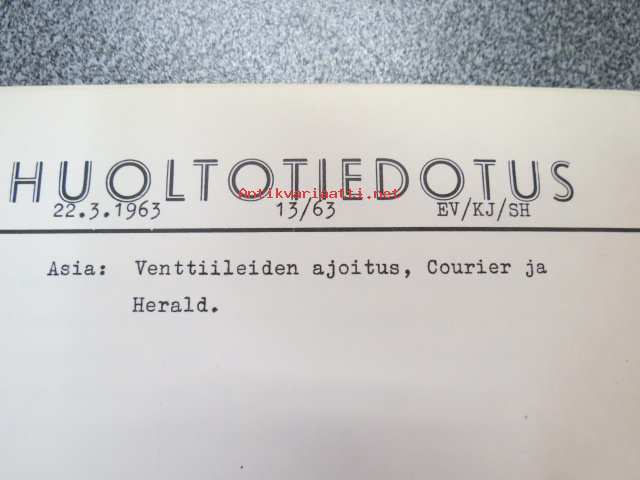 HUOLTOTIEDOTUS
Antikvariaatti.net
22.3.1963 13/63 EV/KJ/SH
Asia: Venttiileiden ajoitus, Courier ja
Herald.